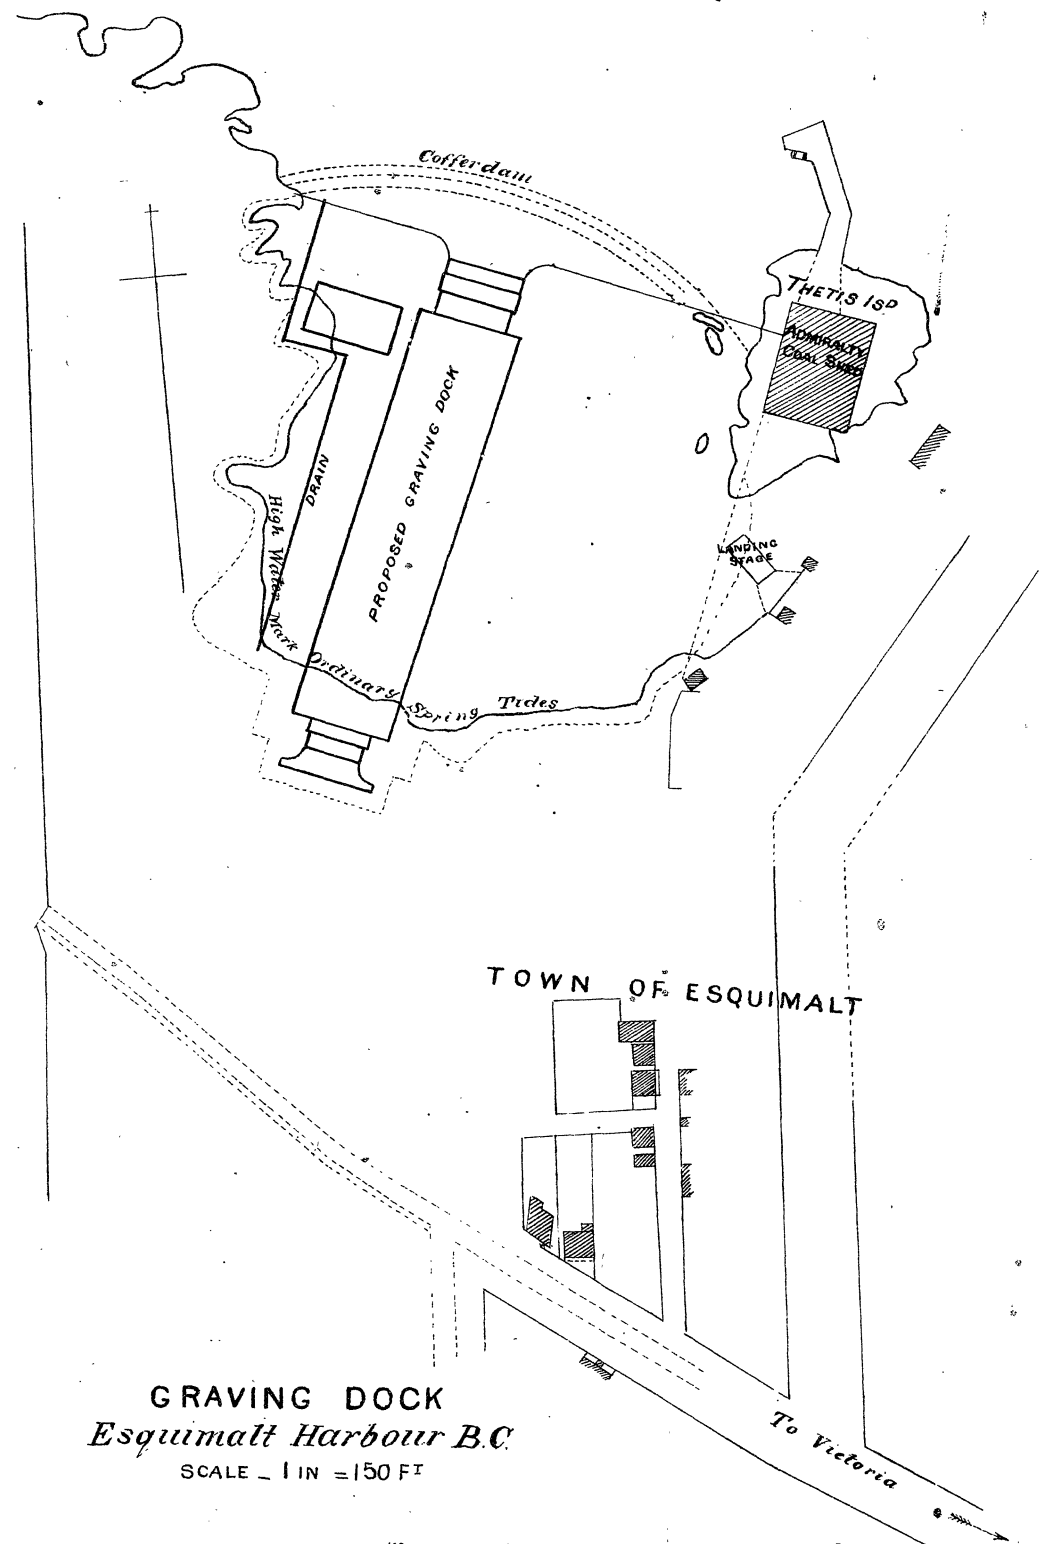 Cofferdam
THETIS ISD
ADMIRALTY
COAL SHED
PROPOSED GRAVING DOCK
DRAIN
High Water Mark Ordinary Spring Tides
LANDING
STAGE
TOWN OF ESQUIMALT
GRAVING DOCK
Esquimalt Harbour B.C.
SCALE _ 1 IN = 150 FT
To Victoria